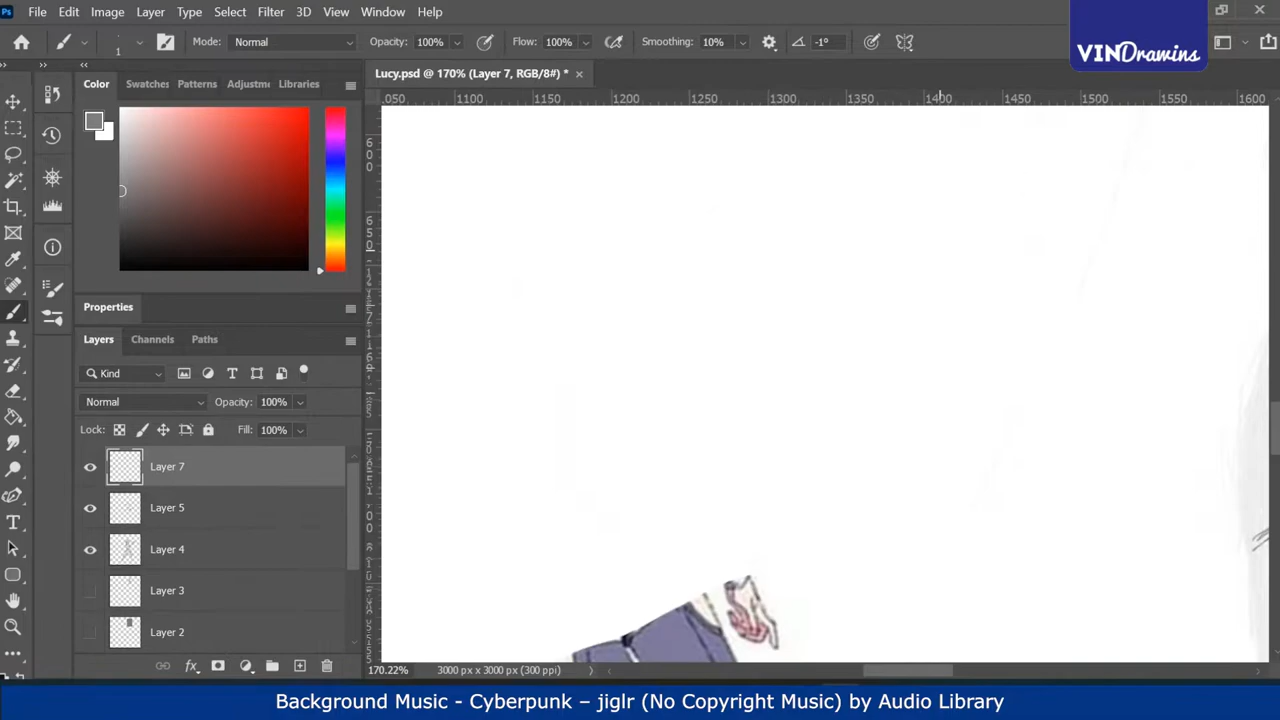 Ps File Edit Image Layer Type Select Filter 3D View Window Help
1 Mode: Normal Opacity: 100% Flow: 100% Smoothing: 10% -1°
VINDrawins
Lucy.psd @ 170% (Layer 7, RGB/8#) *
Color Swatches Patterns Adjustm Libraries
.050 1100 1150 1200 1250 1300 1350 1400 1450 1500 1550 1600
Properties
Layers Channels Paths
Kind
Normal Opacity: 100%
Lock: Fill: 100%
Layer 7
Layer 5
Layer 4
Layer 3
Layer 2
fx
170.22% 3000 px x 3000 px (300 ppi)
Background Music - Cyberpunk – jiglr (No Copyright Music) by Audio Library